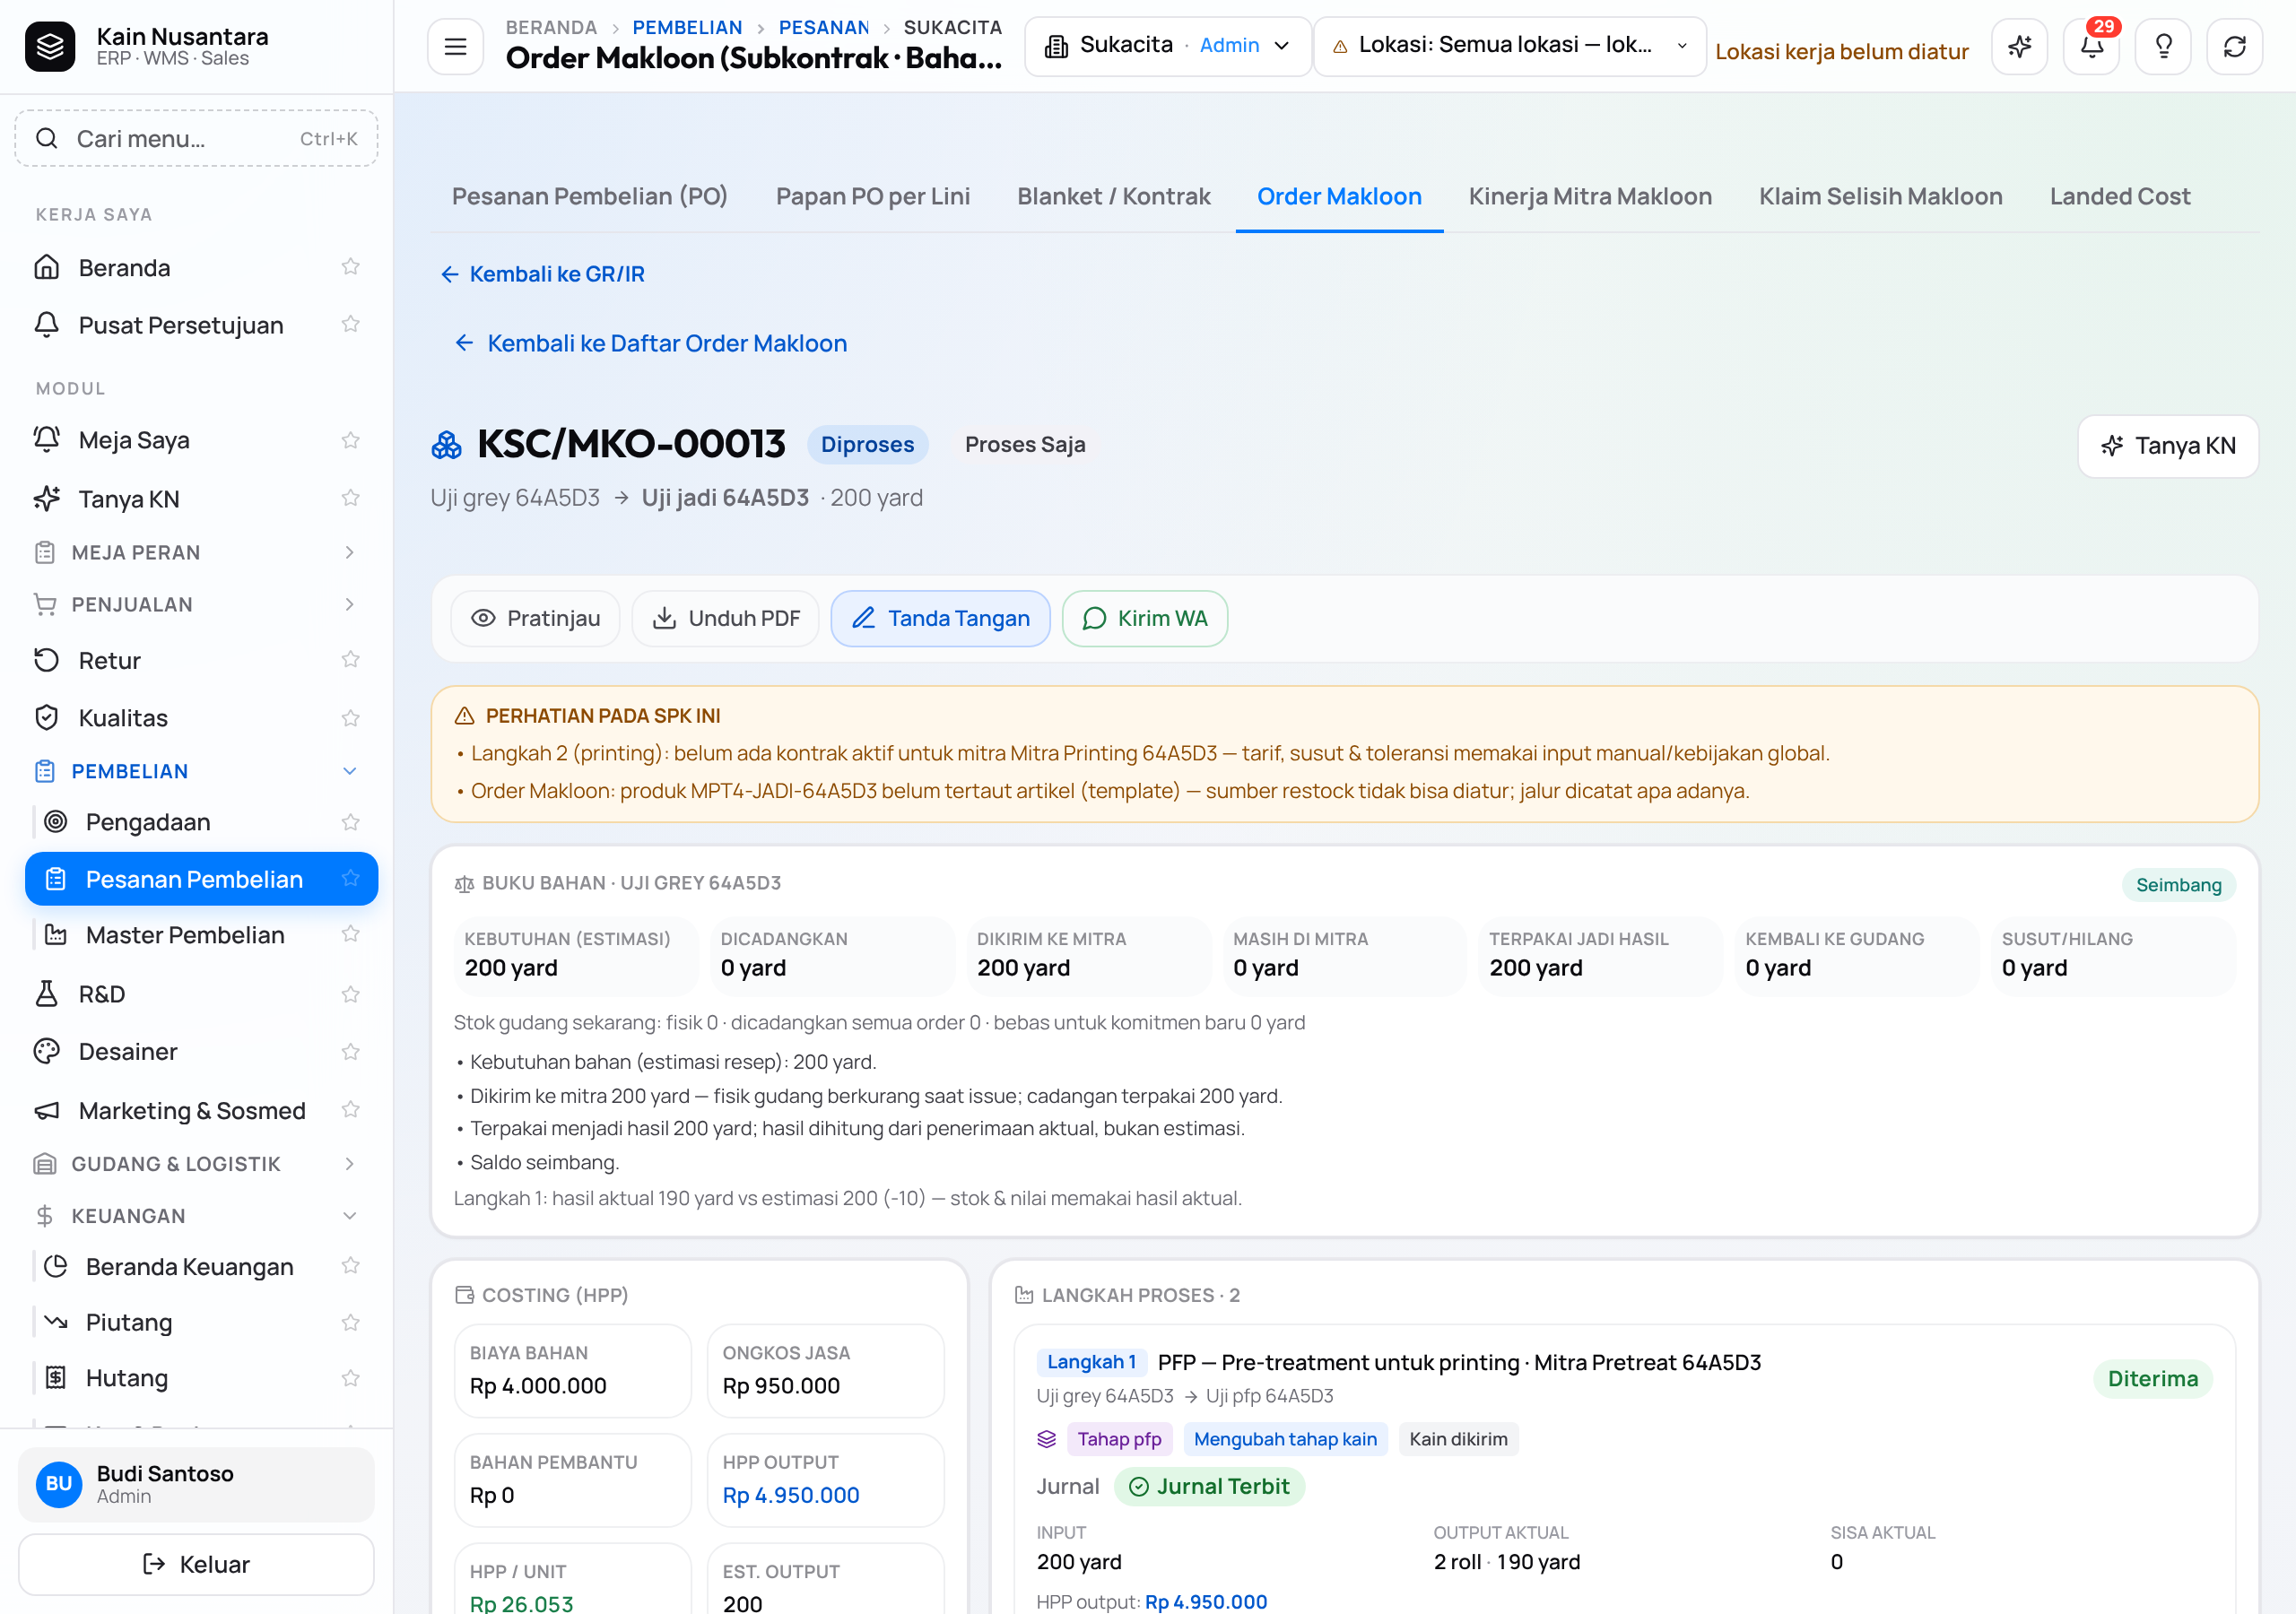 Kain Nusantara
ERP · WMS · Sales
Cari menu... Ctrl+K
KERJA SAYA
Beranda
Pusat Persetujuan
MODUL
Meja Saya
Tanya KN
MEJA PERAN
PENJUALAN
Retur
Kualitas
PEMBELIAN
Pengadaan
Pesanan Pembelian
Master Pembelian
R&D
Desainer
Marketing & Sosmed
GUDANG & LOGISTIK
KEUANGAN
Beranda Keuangan
Piutang
Hutang
BU
Budi Santoso
Admin
Keluar
BERANDA › PEMBELIAN › PESANAN › SUKACITA
Order Makloon (Subkontrak · Baha...
Sukacita · Admin
Lokasi: Semua lokasi — lok...
Lokasi kerja belum diatur
29
Pesanan Pembelian (PO) Papan PO per Lini Blanket / Kontrak Order Makloon Kinerja Mitra Makloon Klaim Selisih Makloon Landed Cost
← Kembali ke GR/IR
← Kembali ke Daftar Order Makloon
KSC/MKO-00013 Diproses Proses Saja
Tanya KN
Uji grey 64A5D3 → Uji jadi 64A5D3 · 200 yard
Pratinjau Unduh PDF Tanda Tangan Kirim WA
PERHATIAN PADA SPK INI
• Langkah 2 (printing): belum ada kontrak aktif untuk mitra Mitra Printing 64A5D3 — tarif, susut & toleransi memakai input manual/kebijakan global.
• Order Makloon: produk MPT4-JADI-64A5D3 belum tertaut artikel (template) — sumber restock tidak bisa diatur; jalur dicatat apa adanya.
BUKU BAHAN · UJI GREY 64A5D3
Seimbang
KEBUTUHAN (ESTIMASI) DICADANGKAN DIKIRIM KE MITRA MASIH DI MITRA TERPAKAI JADI HASIL KEMBALI KE GUDANG SUSUT/HILANG
200 yard 0 yard 200 yard 0 yard 200 yard 0 yard 0 yard
Stok gudang sekarang: fisik 0 · dicadangkan semua order 0 · bebas untuk komitmen baru 0 yard
• Kebutuhan bahan (estimasi resep): 200 yard.
• Dikirim ke mitra 200 yard — fisik gudang berkurang saat issue; cadangan terpakai 200 yard.
• Terpakai menjadi hasil 200 yard; hasil dihitung dari penerimaan aktual, bukan estimasi.
• Saldo seimbang.
Langkah 1: hasil aktual 190 yard vs estimasi 200 (-10) — stok & nilai memakai hasil aktual.
COSTING (HPP)
BIAYA BAHAN ONGKOS JASA
Rp 4.000.000 Rp 950.000
BAHAN PEMBANTU HPP OUTPUT
Rp 0 Rp 4.950.000
HPP / UNIT EST. OUTPUT
Rp 26.053 200
LANGKAH PROSES · 2
Langkah 1 PFP — Pre-treatment untuk printing · Mitra Pretreat 64A5D3
Diterima
Uji grey 64A5D3 → Uji pfp 64A5D3
Tahap pfp Mengubah tahap kain Kain dikirim
Jurnal Jurnal Terbit
INPUT OUTPUT AKTUAL SISA AKTUAL
200 yard 2 roll · 190 yard 0
HPP output: Rp 4.950.000